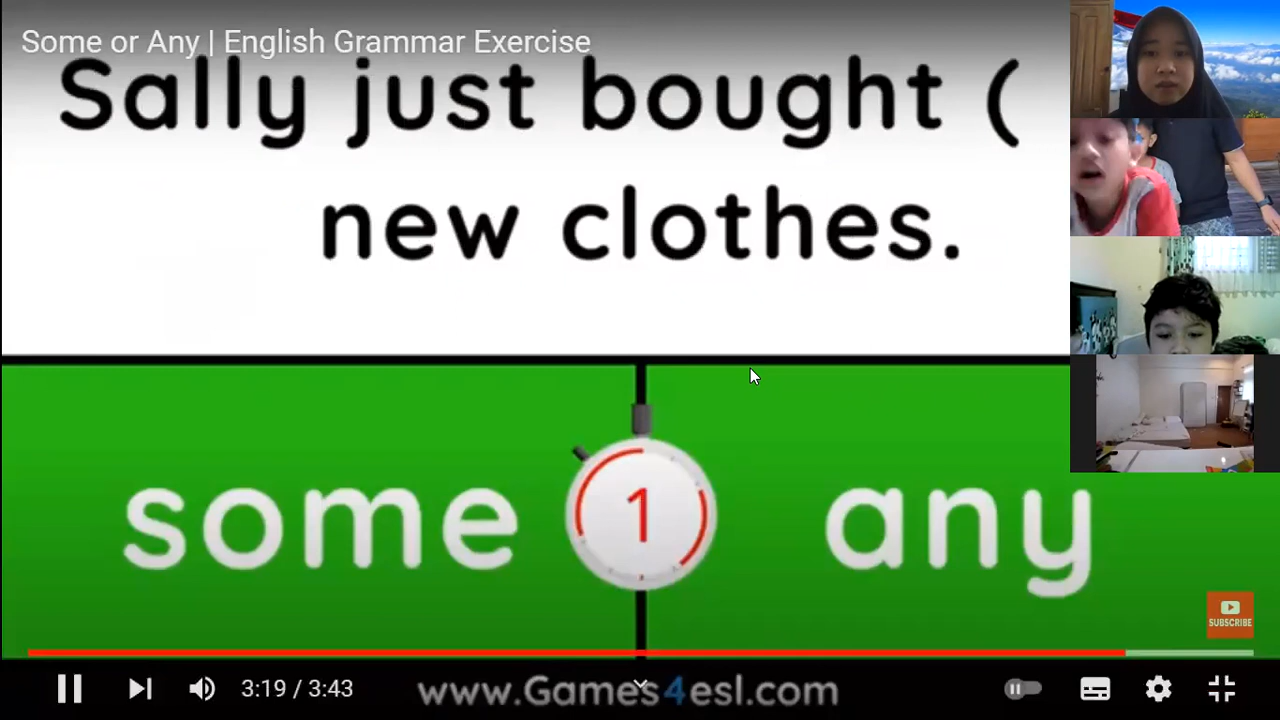 Some or Any | English Grammar Exercise
Sally just bought (
new clothes.
some
1
any
SUBSCRIBE
3:19 / 3:43
www.Games4esl.com